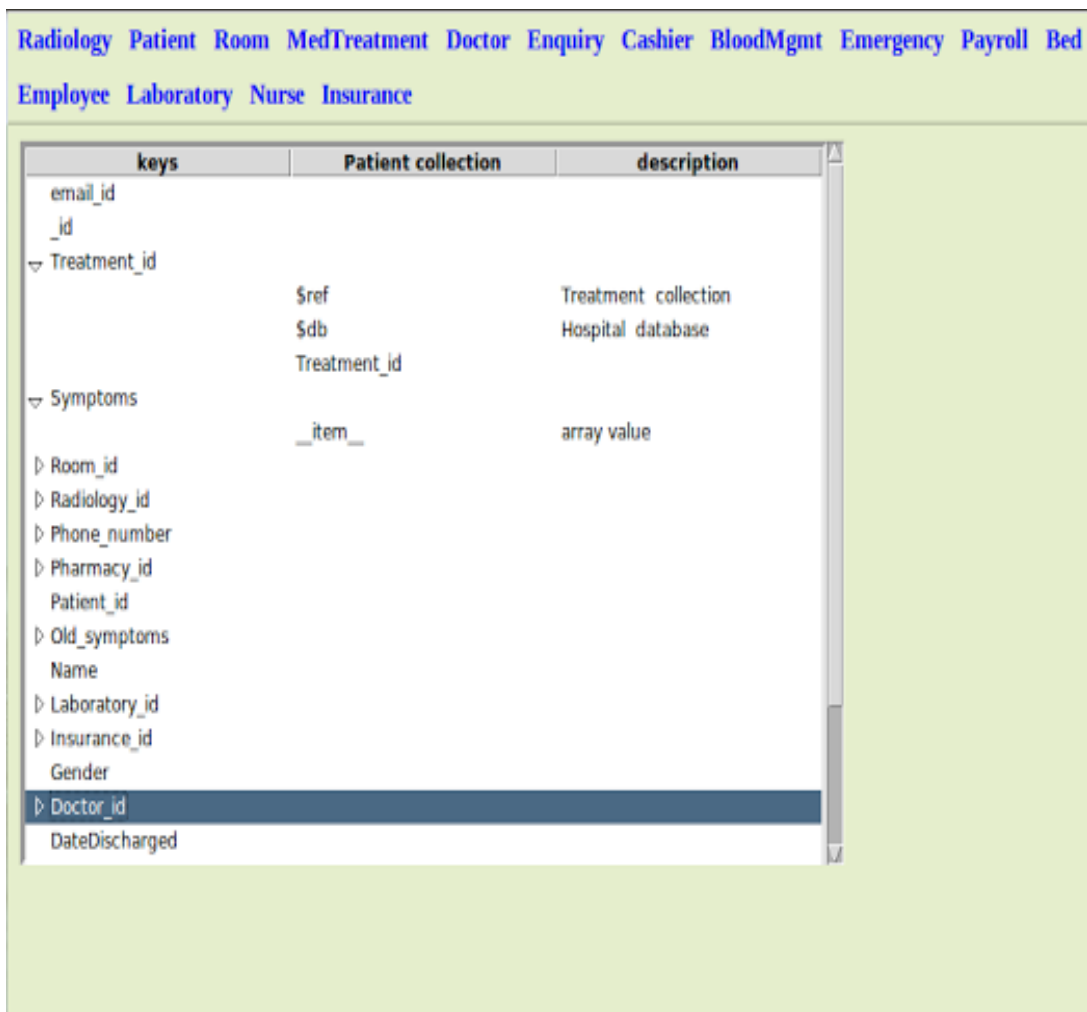 Radiology Patient Room MedTreatment Doctor Enquiry Cashier BloodMgmt Emergency Payroll Bed
Employee Laboratory Nurse Insurance
keys Patient collection description
email_id
_id
Treatment_id
$ref Treatment collection
$db Hospital database
Treatment_id
Symptoms
__item__ array value
Room_id
Radiology_id
Phone_number
Pharmacy_id
Patient_id
Old_symptoms
Name
Laboratory_id
Insurance_id
Gender
Doctor_id
DateDischarged